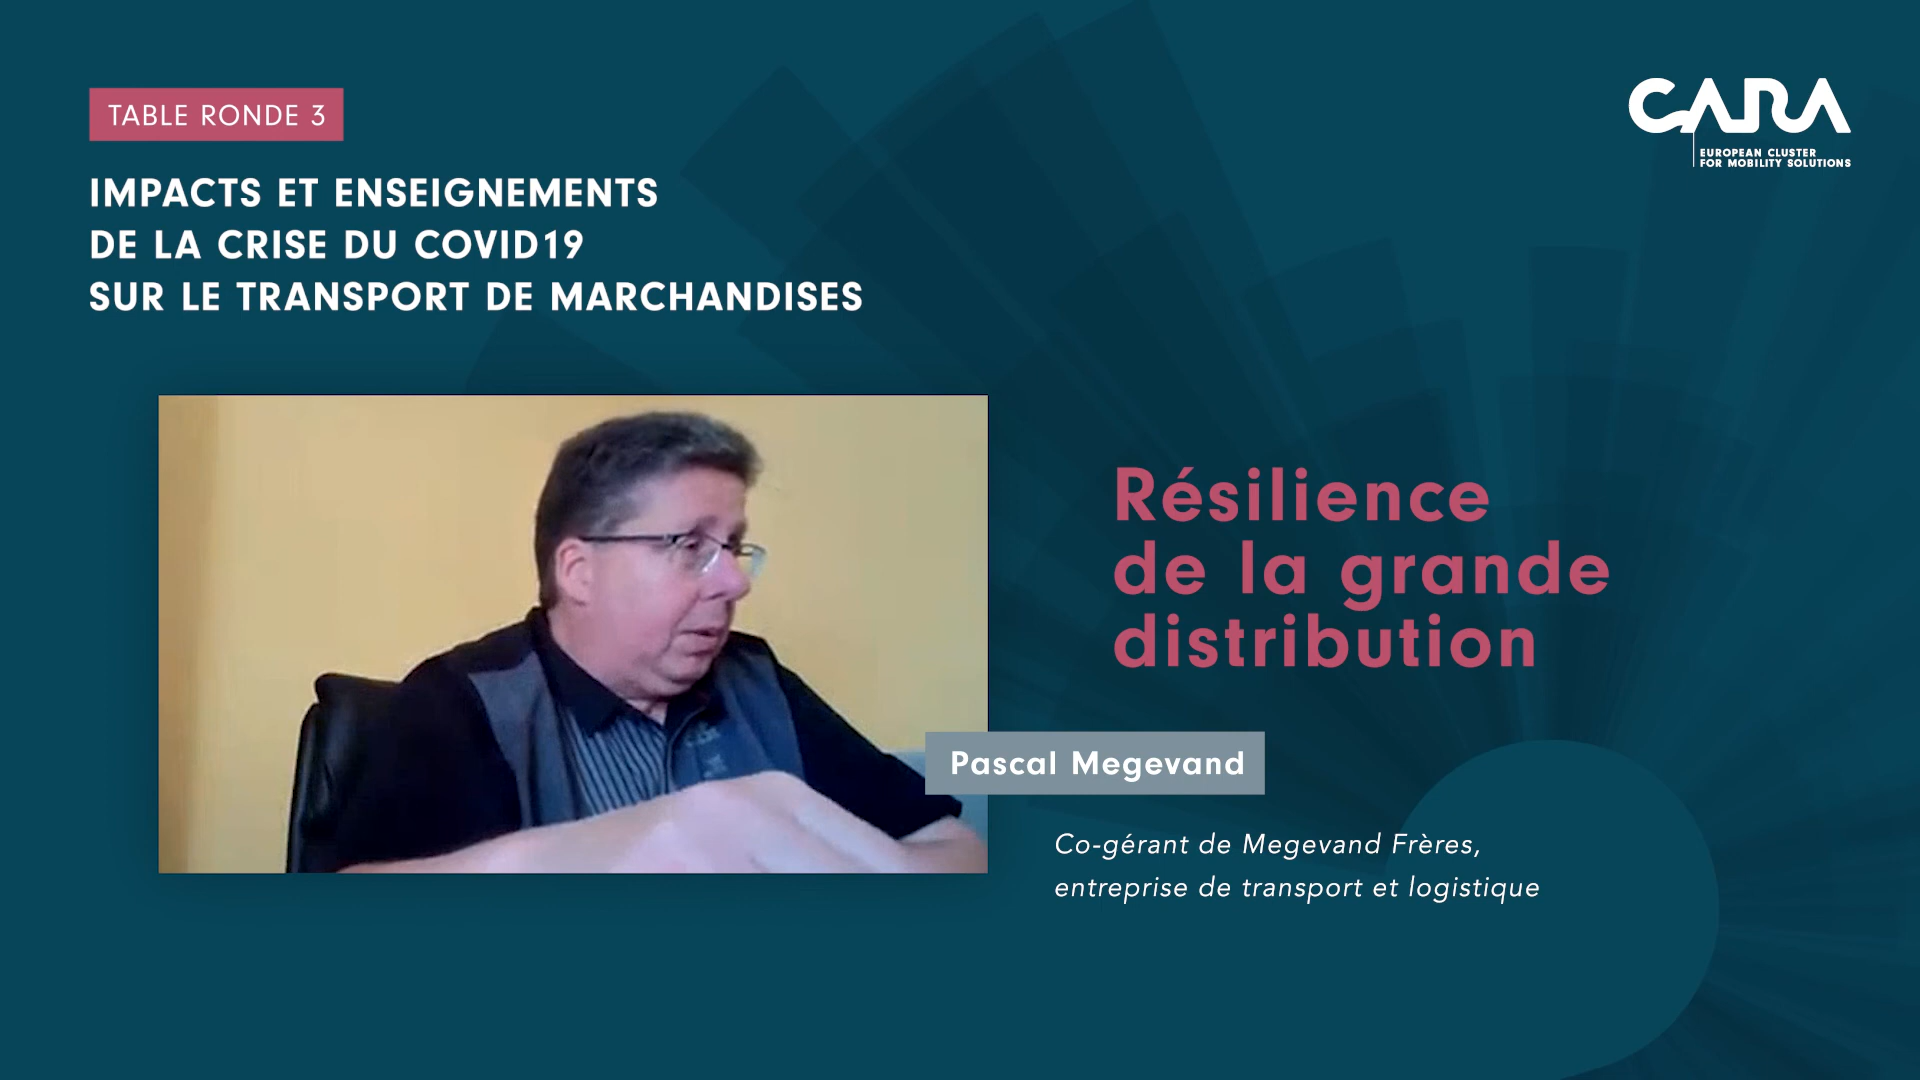 TABLE RONDE 3
IMPACTS ET ENSEIGNEMENTS
DE LA CRISE DU COVID19
SUR LE TRANSPORT DE MARCHANDISES
CARA
EUROPEAN CLUSTER
FOR MOBILITY SOLUTIONS
Résilience
de la grande
distribution
Pascal Megevand
Co-gérant de Megevand Frères,
entreprise de transport et logistique